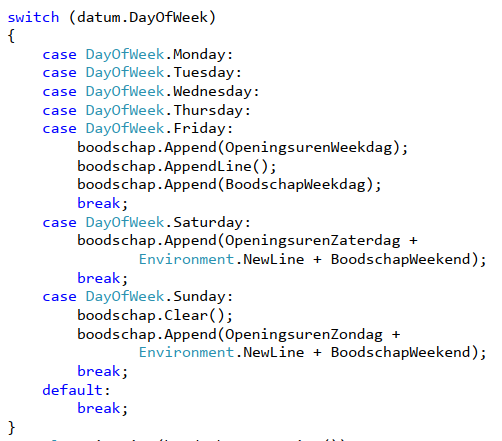 switch (datum.DayOfWeek)
{
    case DayOfWeek.Monday:
    case DayOfWeek.Tuesday:
    case DayOfWeek.Wednesday:
    case DayOfWeek.Thursday:
    case DayOfWeek.Friday:
        boodschap.Append(OpeningsurenWeekdag);
        boodschap.AppendLine();
        boodschap.Append(BoodschapWeekdag);
        break;
    case DayOfWeek.Saturday:
        boodschap.Append(OpeningsurenZaterdag +
               Environment.NewLine + BoodschapWeekend);
        break;
    case DayOfWeek.Sunday:
        boodschap.Clear();
        boodschap.Append(OpeningsurenZondag +
               Environment.NewLine + BoodschapWeekend);
        break;
    default:
        break;
}